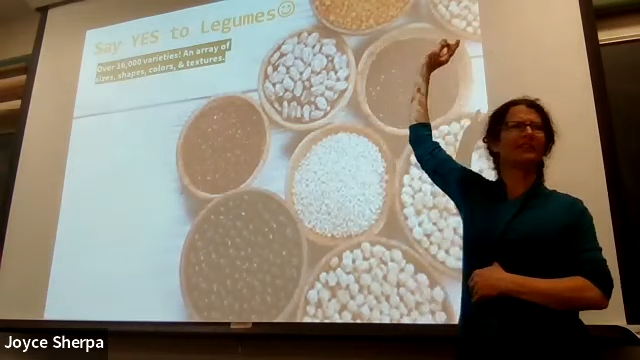 Say YES to Legumes☺
Over 16,000 varieties! An array of
sizes, shapes, colors, & textures.
Joyce Sherpa